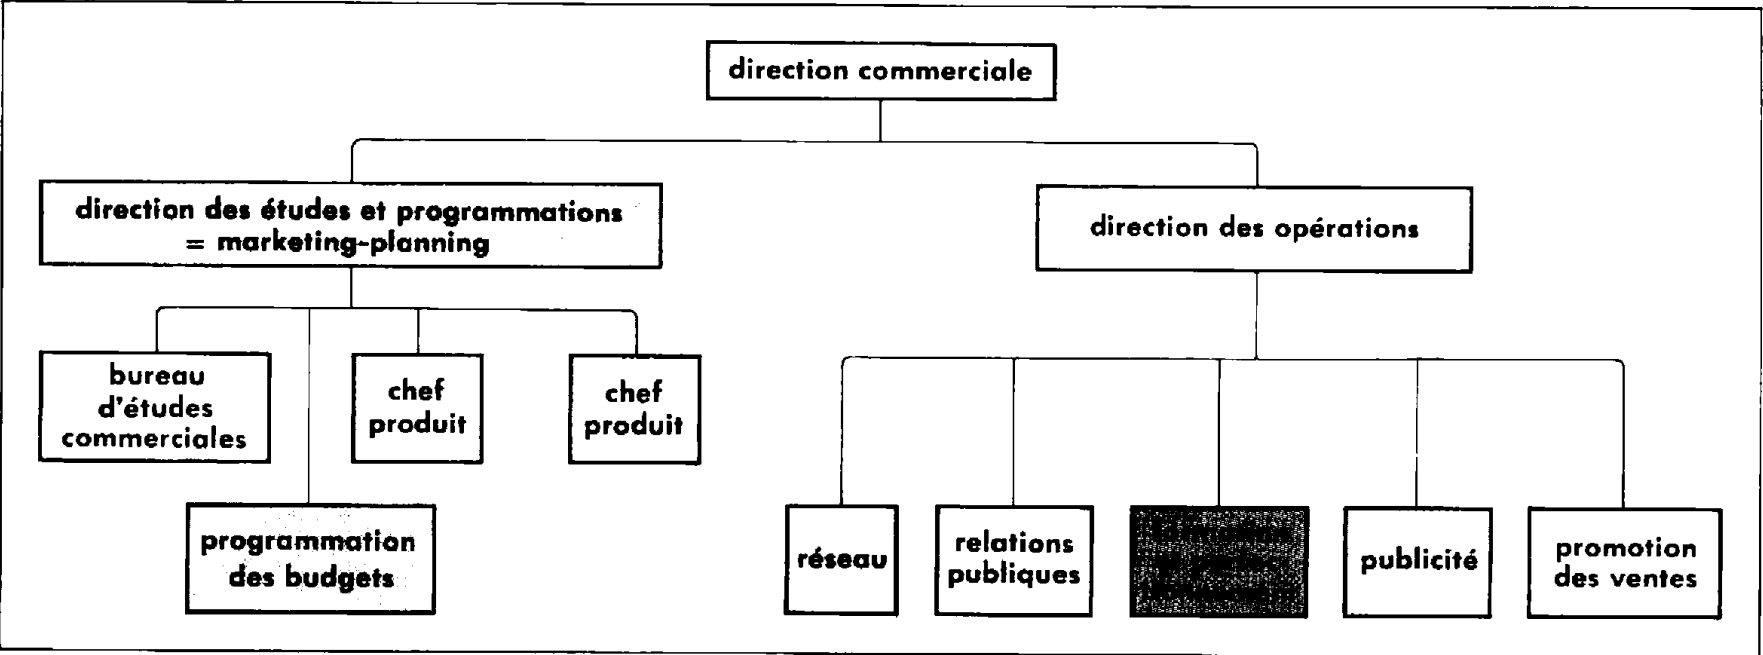 direction commerciale
direction des études et programmations
= marketing-planning
direction des opérations
bureau
d'études
commerciales
chef
produit
chef
produit
programmation
des budgets
réseau
relations
publiques
publicité
promotion
des ventes